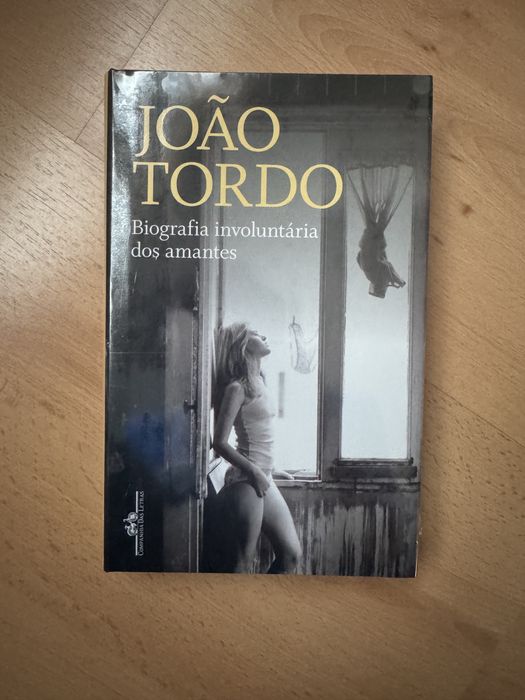 JOÃO
TORDO
Biografia involuntária
dos amantes
COMPANHIA DAS LETRAS